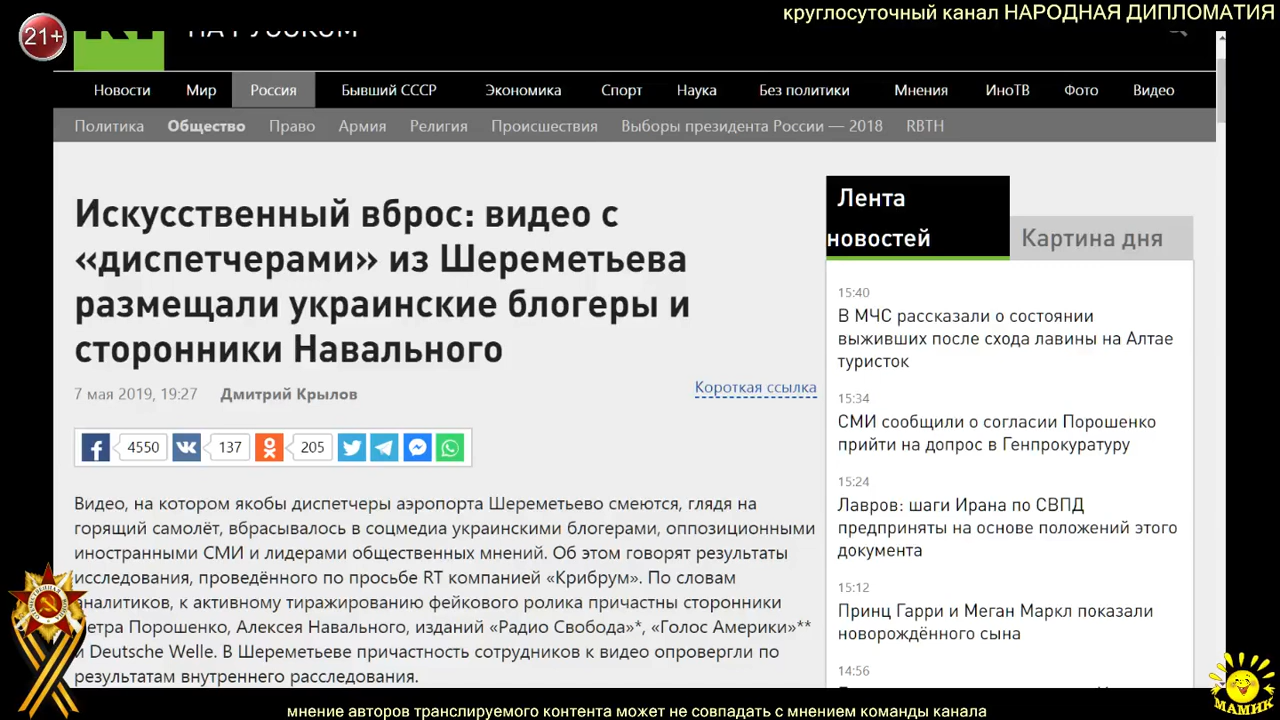 круглосуточный канал НАРОДНАЯ ДИПЛОМАТИЯ
21+
НА РУССКОМ
Новости Мир Россия Бывший СССР Экономика Спорт Наука Без политики Мнения ИноТВ Фото Видео
Политика Общество Право Армия Религия Происшествия Выборы президента России — 2018 RBTH
Искусственный вброс: видео с
«диспетчерами» из Шереметьева
размещали украинские блогеры и
сторонники Навального
7 мая 2019, 19:27 Дмитрий Крылов
Короткая ссылка
4550 137 205
Видео, на котором якобы диспетчеры аэропорта Шереметьево смеются, глядя на
горящий самолёт, вбрасывалось в соцмедиа украинскими блогерами, оппозиционными
иностранными СМИ и лидерами общественных мнений. Об этом говорят результаты
исследования, проведённого по просьбе RT компанией «Крибрум». По словам
аналитиков, к активному тиражированию фейкового ролика причастны сторонники
Петра Порошенко, Алексея Навального, изданий «Радио Свобода»*, «Голос Америки»**
и Deutsche Welle. В Шереметьеве причастность сотрудников к видео опровергли по
результатам внутреннего расследования.
Лента
новостей
Картина дня
15:40
В МЧС рассказали о состоянии
выживших после схода лавины на Алтае
туристок
15:34
СМИ сообщили о согласии Порошенко
прийти на допрос в Генпрокуратуру
15:24
Лавров: шаги Ирана по СВПД
предприняты на основе положений этого
документа
15:12
Принц Гарри и Меган Маркл показали
новорождённого сына
14:56
МАМИК
мнение авторов транслируемого контента может не совпадать с мнением команды канала